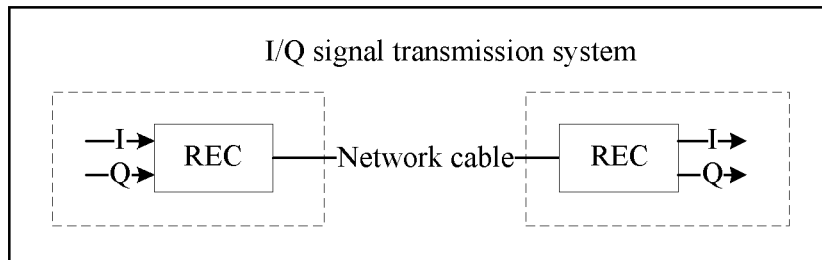 I/Q signal transmission system
I
Q
REC
Network cable
REC
I
Q